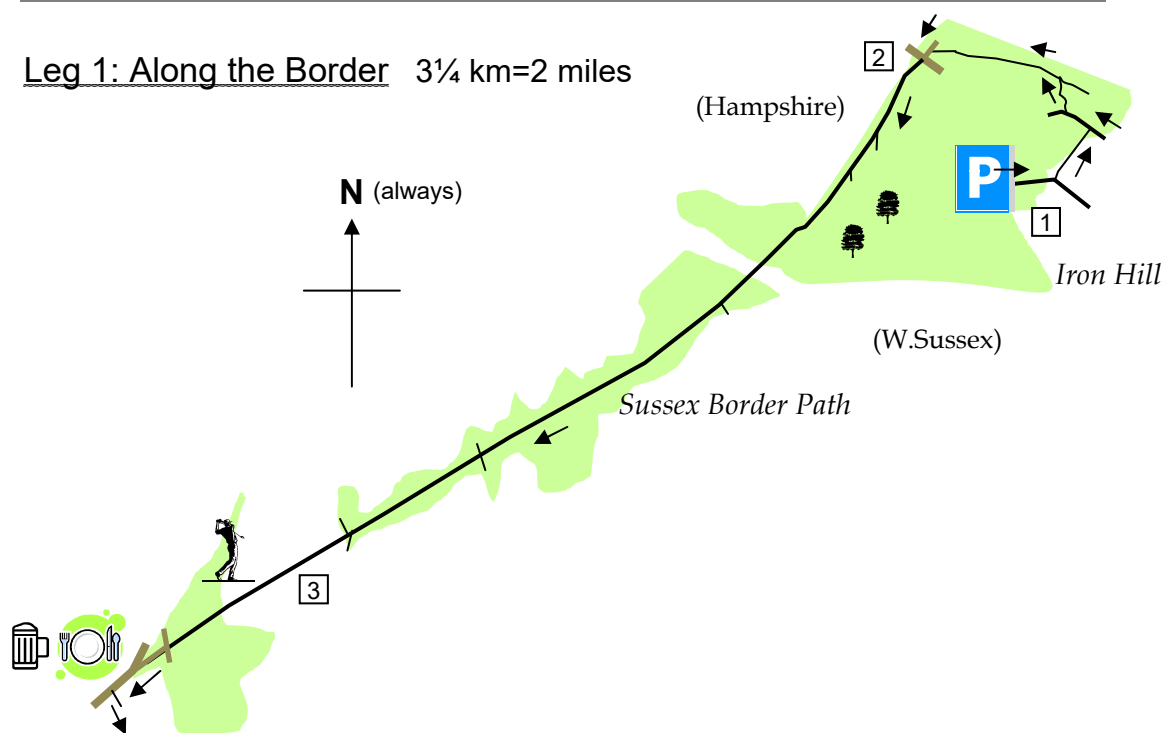 Leg 1: Along the Border 3¼ km=2 miles
2
(Hampshire)
N (always)
P
1
Iron Hill
(W.Sussex)
Sussex Border Path
3